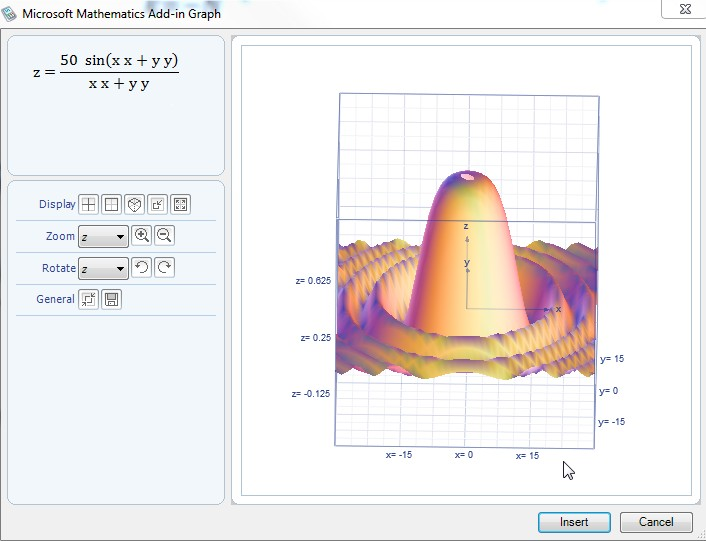 Microsoft Mathematics Add-in Graph
z = 50 sin(x x + y y) / x x + y y
Display
Zoom z
Rotate z
General
z
y
x
z= 0.625
z= 0.25
z= -0.125
y= 15
y= 0
y= -15
x= -15 x= 0 x= 15
Insert Cancel